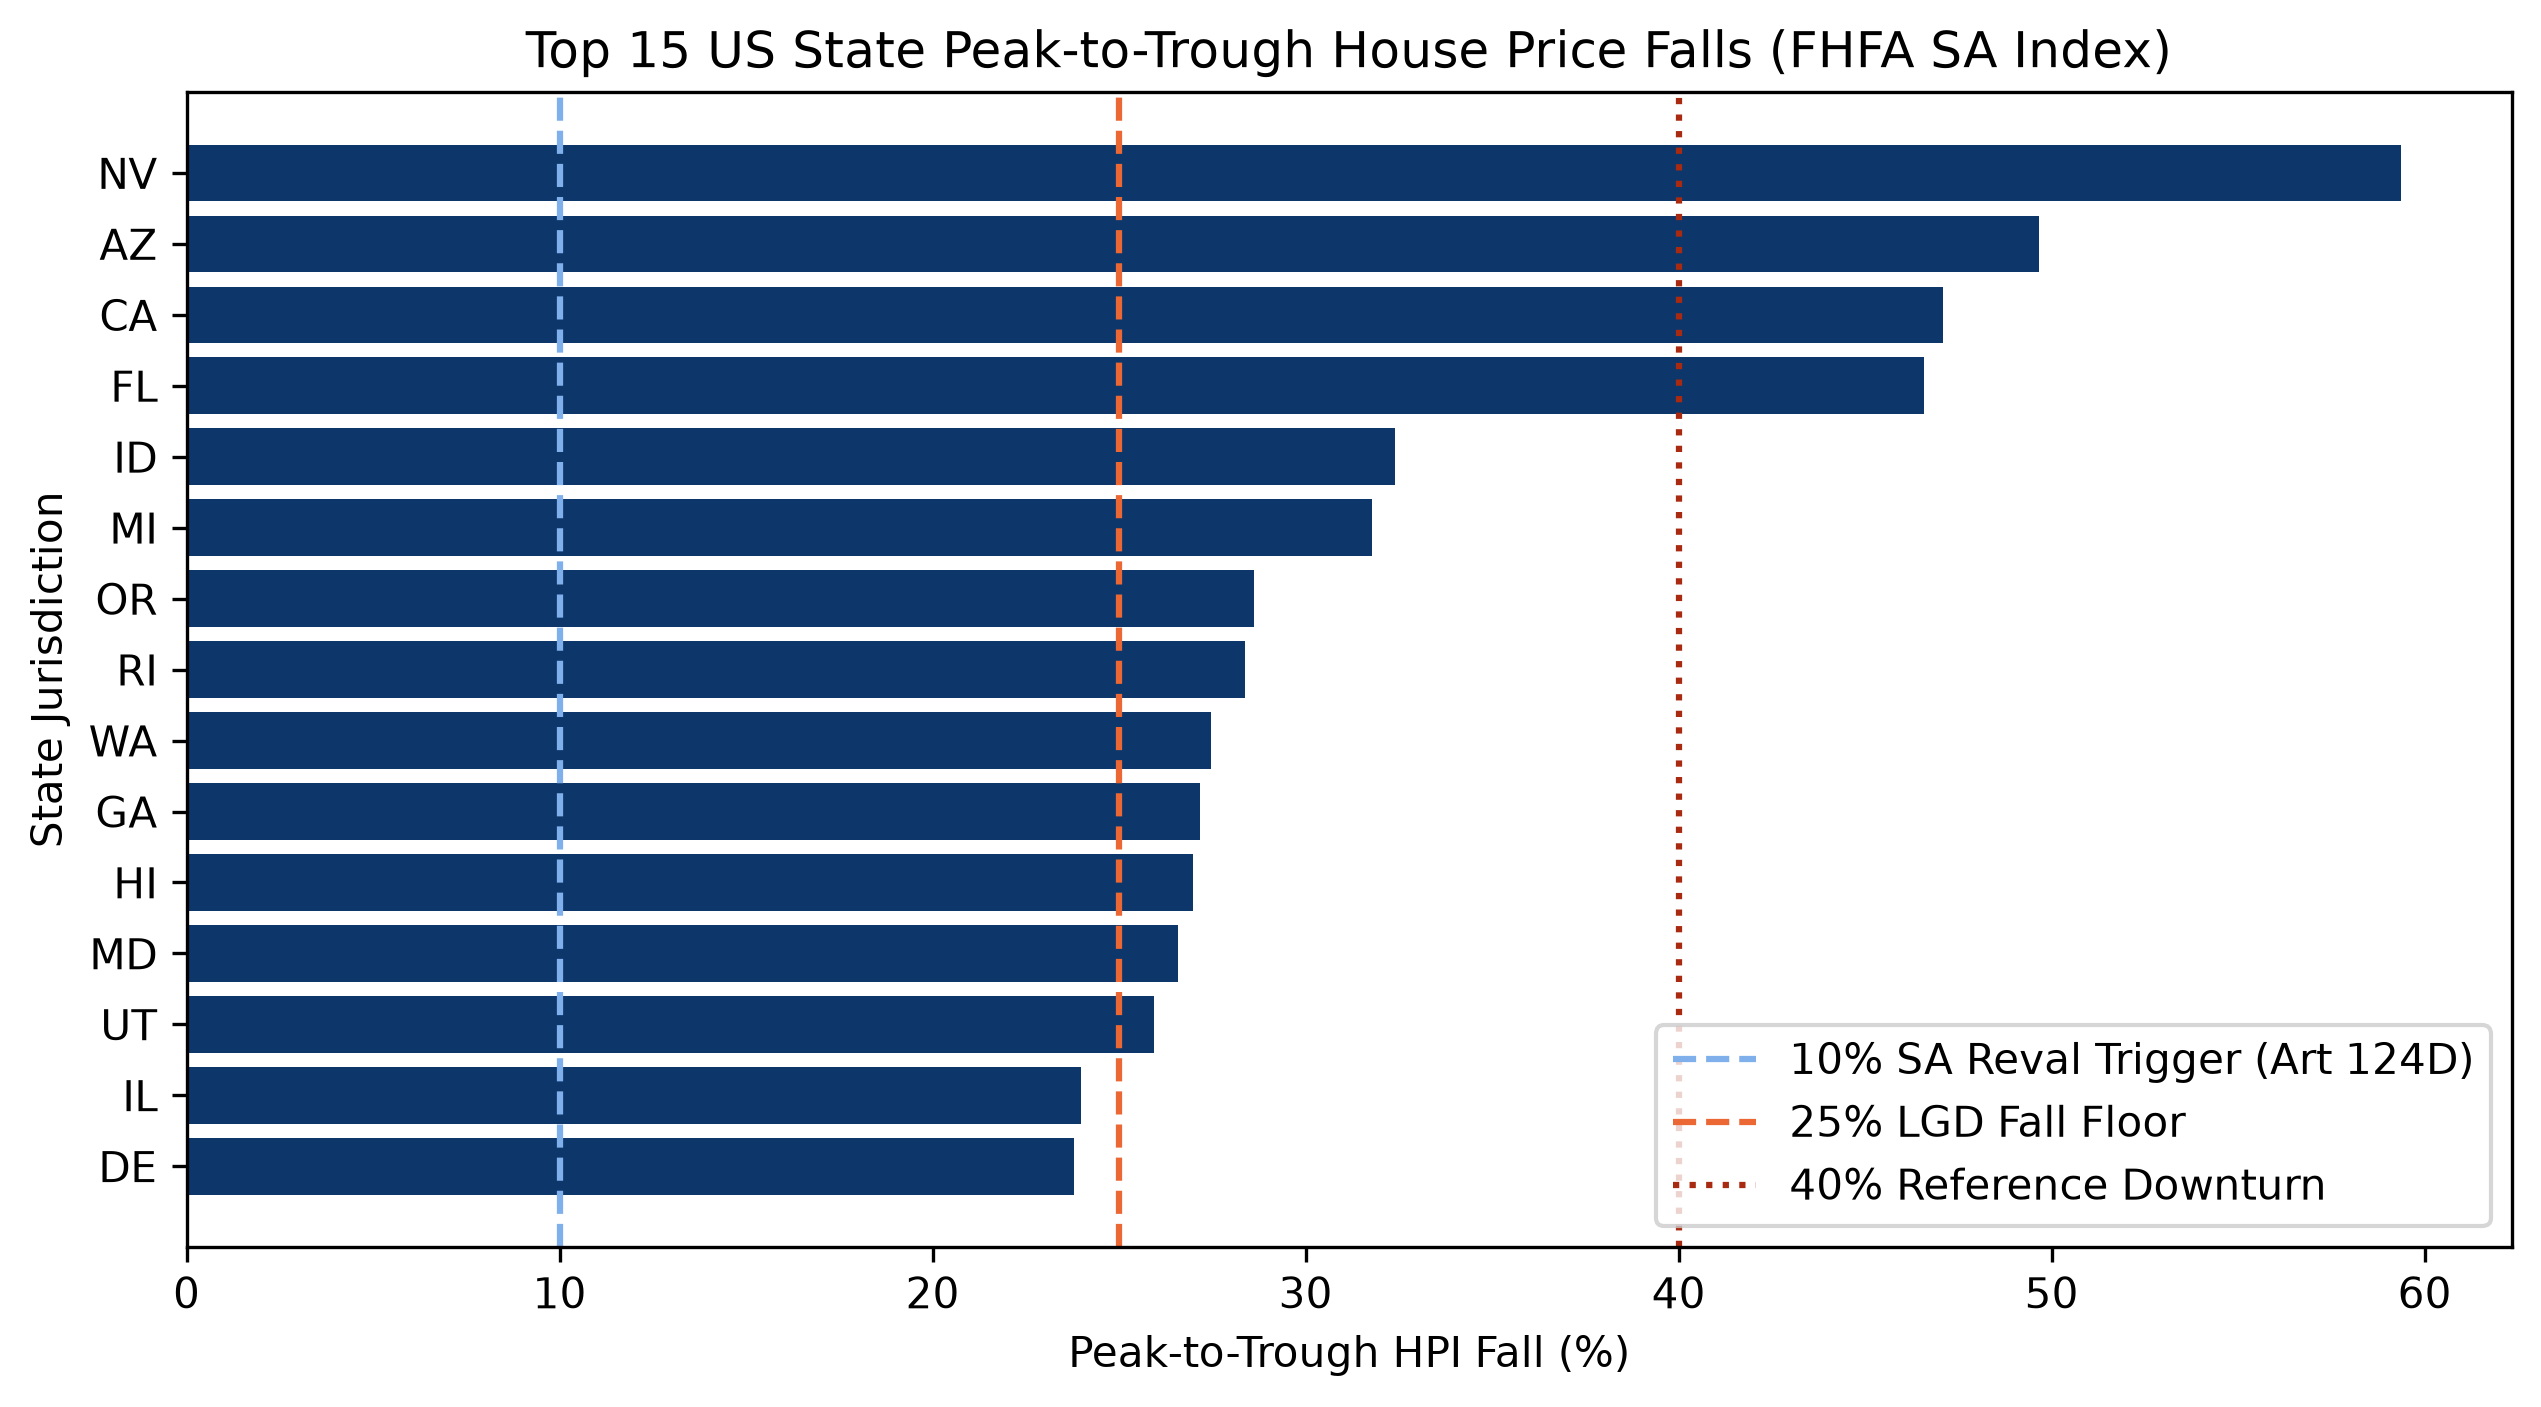 Top 15 US State Peak-to-Trough House Price Falls (FHFA SA Index)
State Jurisdiction
NV
AZ
CA
FL
ID
MI
OR
RI
WA
GA
HI
MD
UT
IL
DE
10% SA Reval Trigger (Art 124D)
25% LGD Fall Floor
40% Reference Downturn
0 10 20 30 40 50 60
Peak-to-Trough HPI Fall (%)